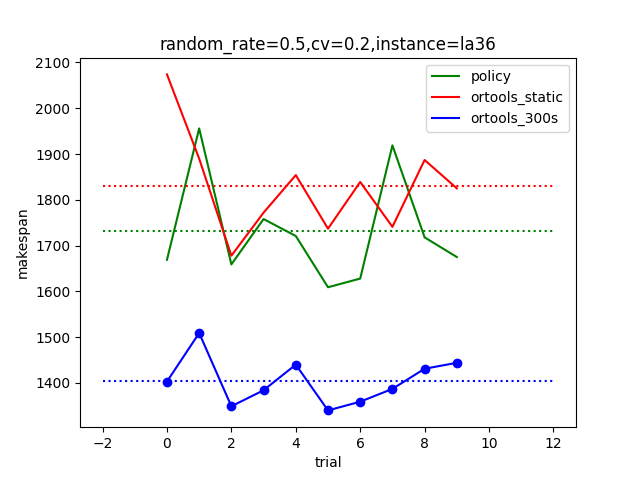 random_rate=0.5,cv=0.2,instance=la36
policy
ortools_static
ortools_300s
makespan
2100
2000
1900
1800
1700
1600
1500
1400
−2 0 2 4 6 8 10 12
trial